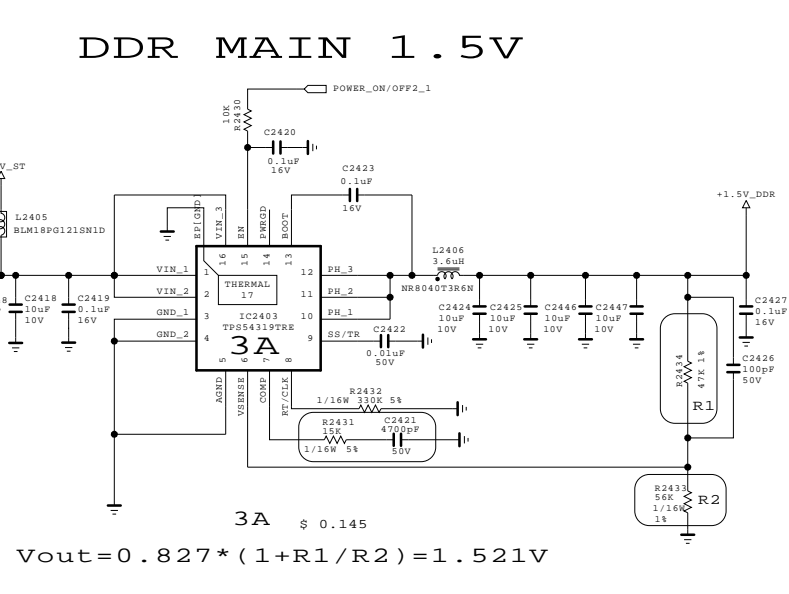 DDR MAIN 1.5V
POWER_ON/OFF2_1
10K
R2430
C2420
0.1uF
16V
V_ST
C2423
0.1uF
16V
+1.5V_DDR
L2405
BLM18PG121SN1D
EP[GND]
VIN_3
EN
PWRGD
BOOT
16
15
14
13
L2406
3.6uH
NR8040T3R6N
VIN_1
1
THERMAL
17
12
PH_3
VIN_2
2
11
PH_2
GND_1
3
IC2403
TPS54319TRE
10
PH_1
GND_2
4
3A
9
SS/TR
8
C2418
10uF
10V
C2419
0.1uF
16V
C2422
0.01uF
50V
C2424
10uF
10V
C2425
10uF
10V
C2446
10uF
10V
C2447
10uF
10V
C2427
0.1uF
16V
R2434
47K 1%
R1
C2426
100pF
50V
5
6
7
8
AGND
VSENSE
COMP
RT/CLK
R2432
1/16W 330K 5%
R2431
15K
1/16W 5%
C2421
4700pF
50V
R2433
56K
1/16W
1%
R2
3A $ 0.145
Vout=0.827*(1+R1/R2)=1.521V